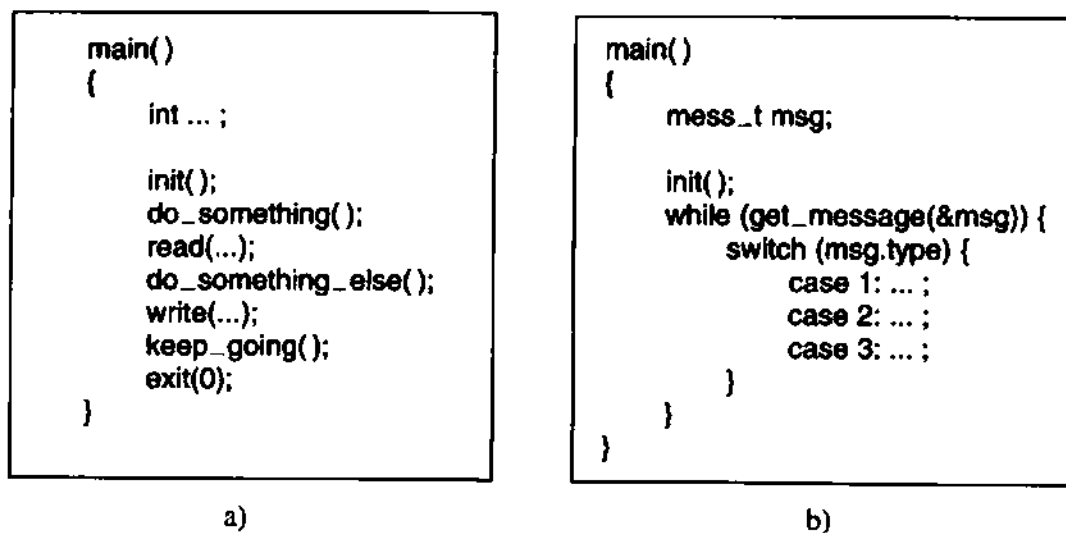 main()
{
int ... ;
init();
do_something();
read(...);
do_something_else();
write(...);
keep_going();
exit(0);
}
a)
main()
{
mess_t msg;
init();
while (get_message(&msg)) {
switch (msg.type) {
case 1: ... ;
case 2: ... ;
case 3: ... ;
}
}
}
b)